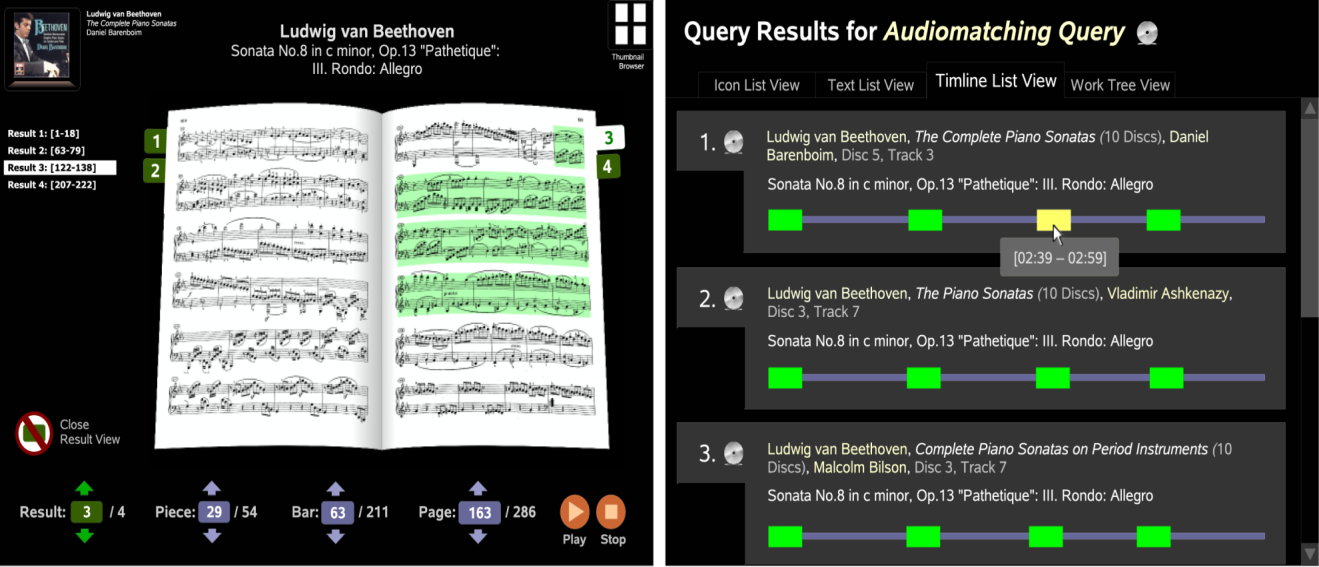 BEETHOVEN
Ludwig van Beethoven
The Complete Piano Sonatas
Daniel Barenboim
Ludwig van Beethoven
Sonata No.8 in c minor, Op.13 "Pathetique":
III. Rondo: Allegro
Thumbnail
Browser
Result 1: [1-18]
Result 2: [63-79]
Result 3: [122-138]
Result 4: [207-222]
1
2
3
4
Close
Result View
Result: 3 / 4
Piece: 29 / 54
Bar: 63 / 211
Page: 163 / 286
Play
Stop
Query Results for Audiomatching Query
Icon List View
Text List View
Timline List View
Work Tree View
1.
Ludwig van Beethoven, The Complete Piano Sonatas (10 Discs), Daniel
Barenboim, Disc 5, Track 3
Sonata No.8 in c minor, Op.13 "Pathetique": III. Rondo: Allegro
[02:39 – 02:59]
2.
Ludwig van Beethoven, The Piano Sonatas (10 Discs), Vladimir Ashkenazy,
Disc 3, Track 7
Sonata No.8 in c minor, Op.13 "Pathetique": III. Rondo: Allegro
3.
Ludwig van Beethoven, Complete Piano Sonatas on Period Instruments (10
Discs), Malcolm Bilson, Disc 3, Track 7
Sonata No.8 in c minor, Op.13 "Pathetique": III. Rondo: Allegro